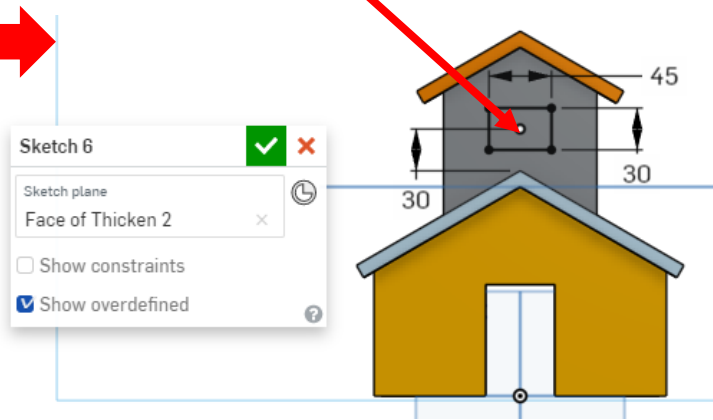 45
Sketch 6
Sketch plane
Face of Thicken 2
30
30
Show constraints
Show overdefined